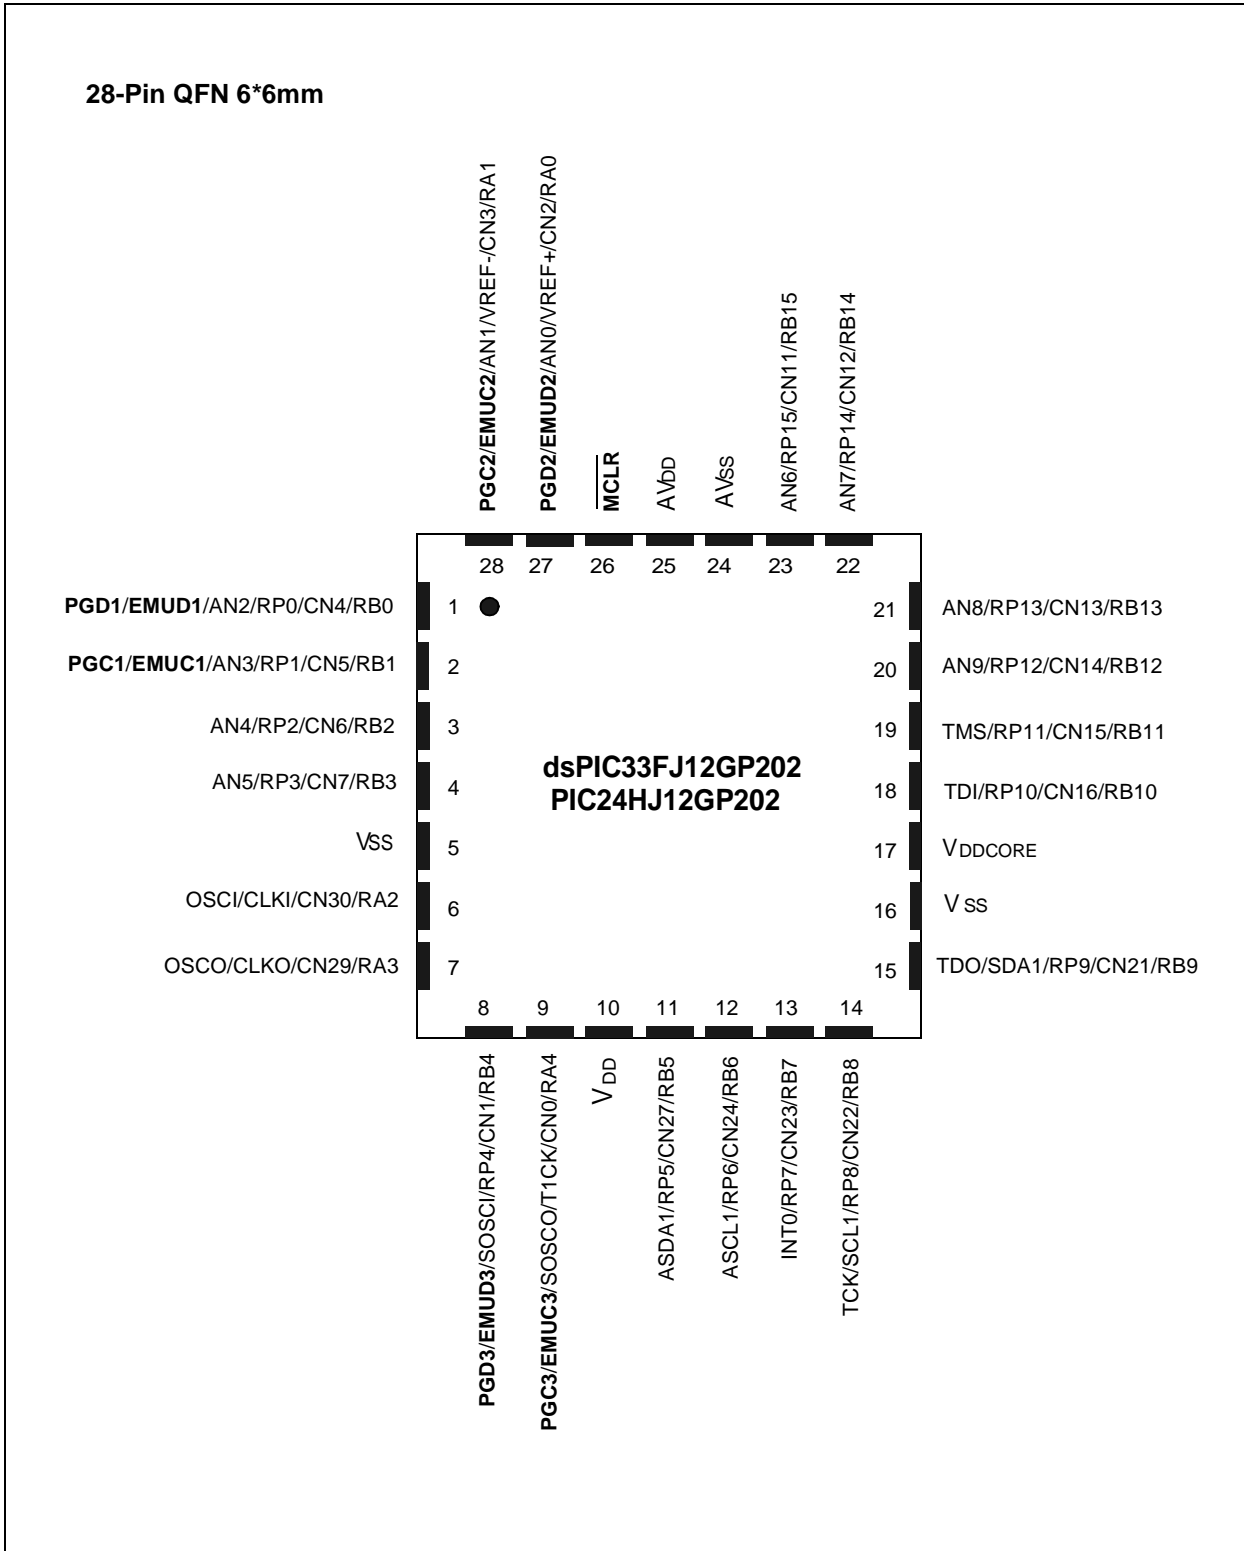 28-Pin QFN 6*6mm
PGC2/EMUC2/AN1/VREF-/CN3/RA1
PGD2/EMUD2/AN0/VREF+/CN2/RA0
MCLR
AVDD
AVSS
AN6/RP15/CN11/RB15
AN7/RP14/CN12/RB14
28 27 26 25 24 23 22
PGD1/EMUD1/AN2/RP0/CN4/RB0 1
PGC1/EMUC1/AN3/RP1/CN5/RB1 2
AN4/RP2/CN6/RB2 3
AN5/RP3/CN7/RB3 4
VSS 5
OSCI/CLKI/CN30/RA2 6
OSCO/CLKO/CN29/RA3 7
dsPIC33FJ12GP202
PIC24HJ12GP202
21 AN8/RP13/CN13/RB13
20 AN9/RP12/CN14/RB12
19 TMS/RP11/CN15/RB11
18 TDI/RP10/CN16/RB10
17 VDDCORE
16 VSS
15 TDO/SDA1/RP9/CN21/RB9
8 9 10 11 12 13 14
PGD3/EMUD3/SOSCI/RP4/CN1/RB4
PGC3/EMUC3/SOSCO/T1CK/CN0/RA4
VDD
ASDA1/RP5/CN27/RB5
ASCL1/RP6/CN24/RB6
INT0/RP7/CN23/RB7
TCK/SCL1/RP8/CN22/RB8